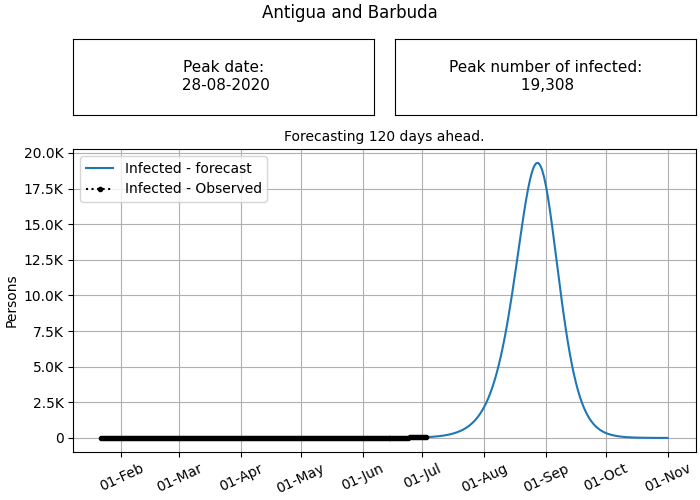 Antigua and Barbuda
Peak date:
28-08-2020
Peak number of infected:
19,308
Forecasting 120 days ahead.
Infected - forecast
Infected - Observed
Persons
20.0K
17.5K
15.0K
12.5K
10.0K
7.5K
5.0K
2.5K
0
01-Feb
01-Mar
01-Apr
01-May
01-Jun
01-Jul
01-Aug
01-Sep
01-Oct
01-Nov